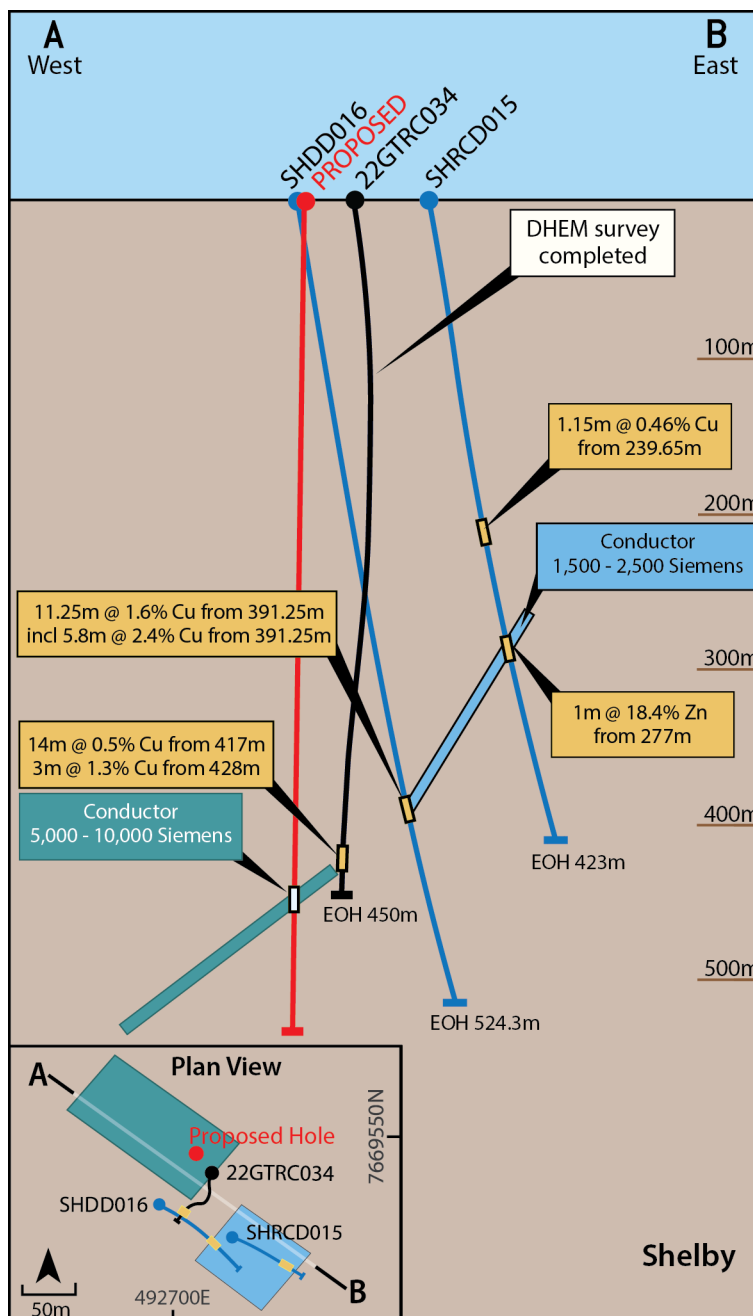 A
West
B
East
SHDD016
PROPOSED
22GTRC034
SHRCD015
DHEM survey
completed
100m
1.15m @ 0.46% Cu
from 239.65m
200m
Conductor
1,500 - 2,500 Siemens
11.25m @ 1.6% Cu from 391.25m
incl 5.8m @ 2.4% Cu from 391.25m
300m
1m @ 18.4% Zn
from 277m
14m @ 0.5% Cu from 417m
3m @ 1.3% Cu from 428m
Conductor
5,000 - 10,000 Siemens
400m
EOH 423m
EOH 450m
500m
EOH 524.3m
Plan View
A
Proposed Hole
22GTRC034
SHDD016
SHRCD015
B
7669550N
492700E
50m
Shelby